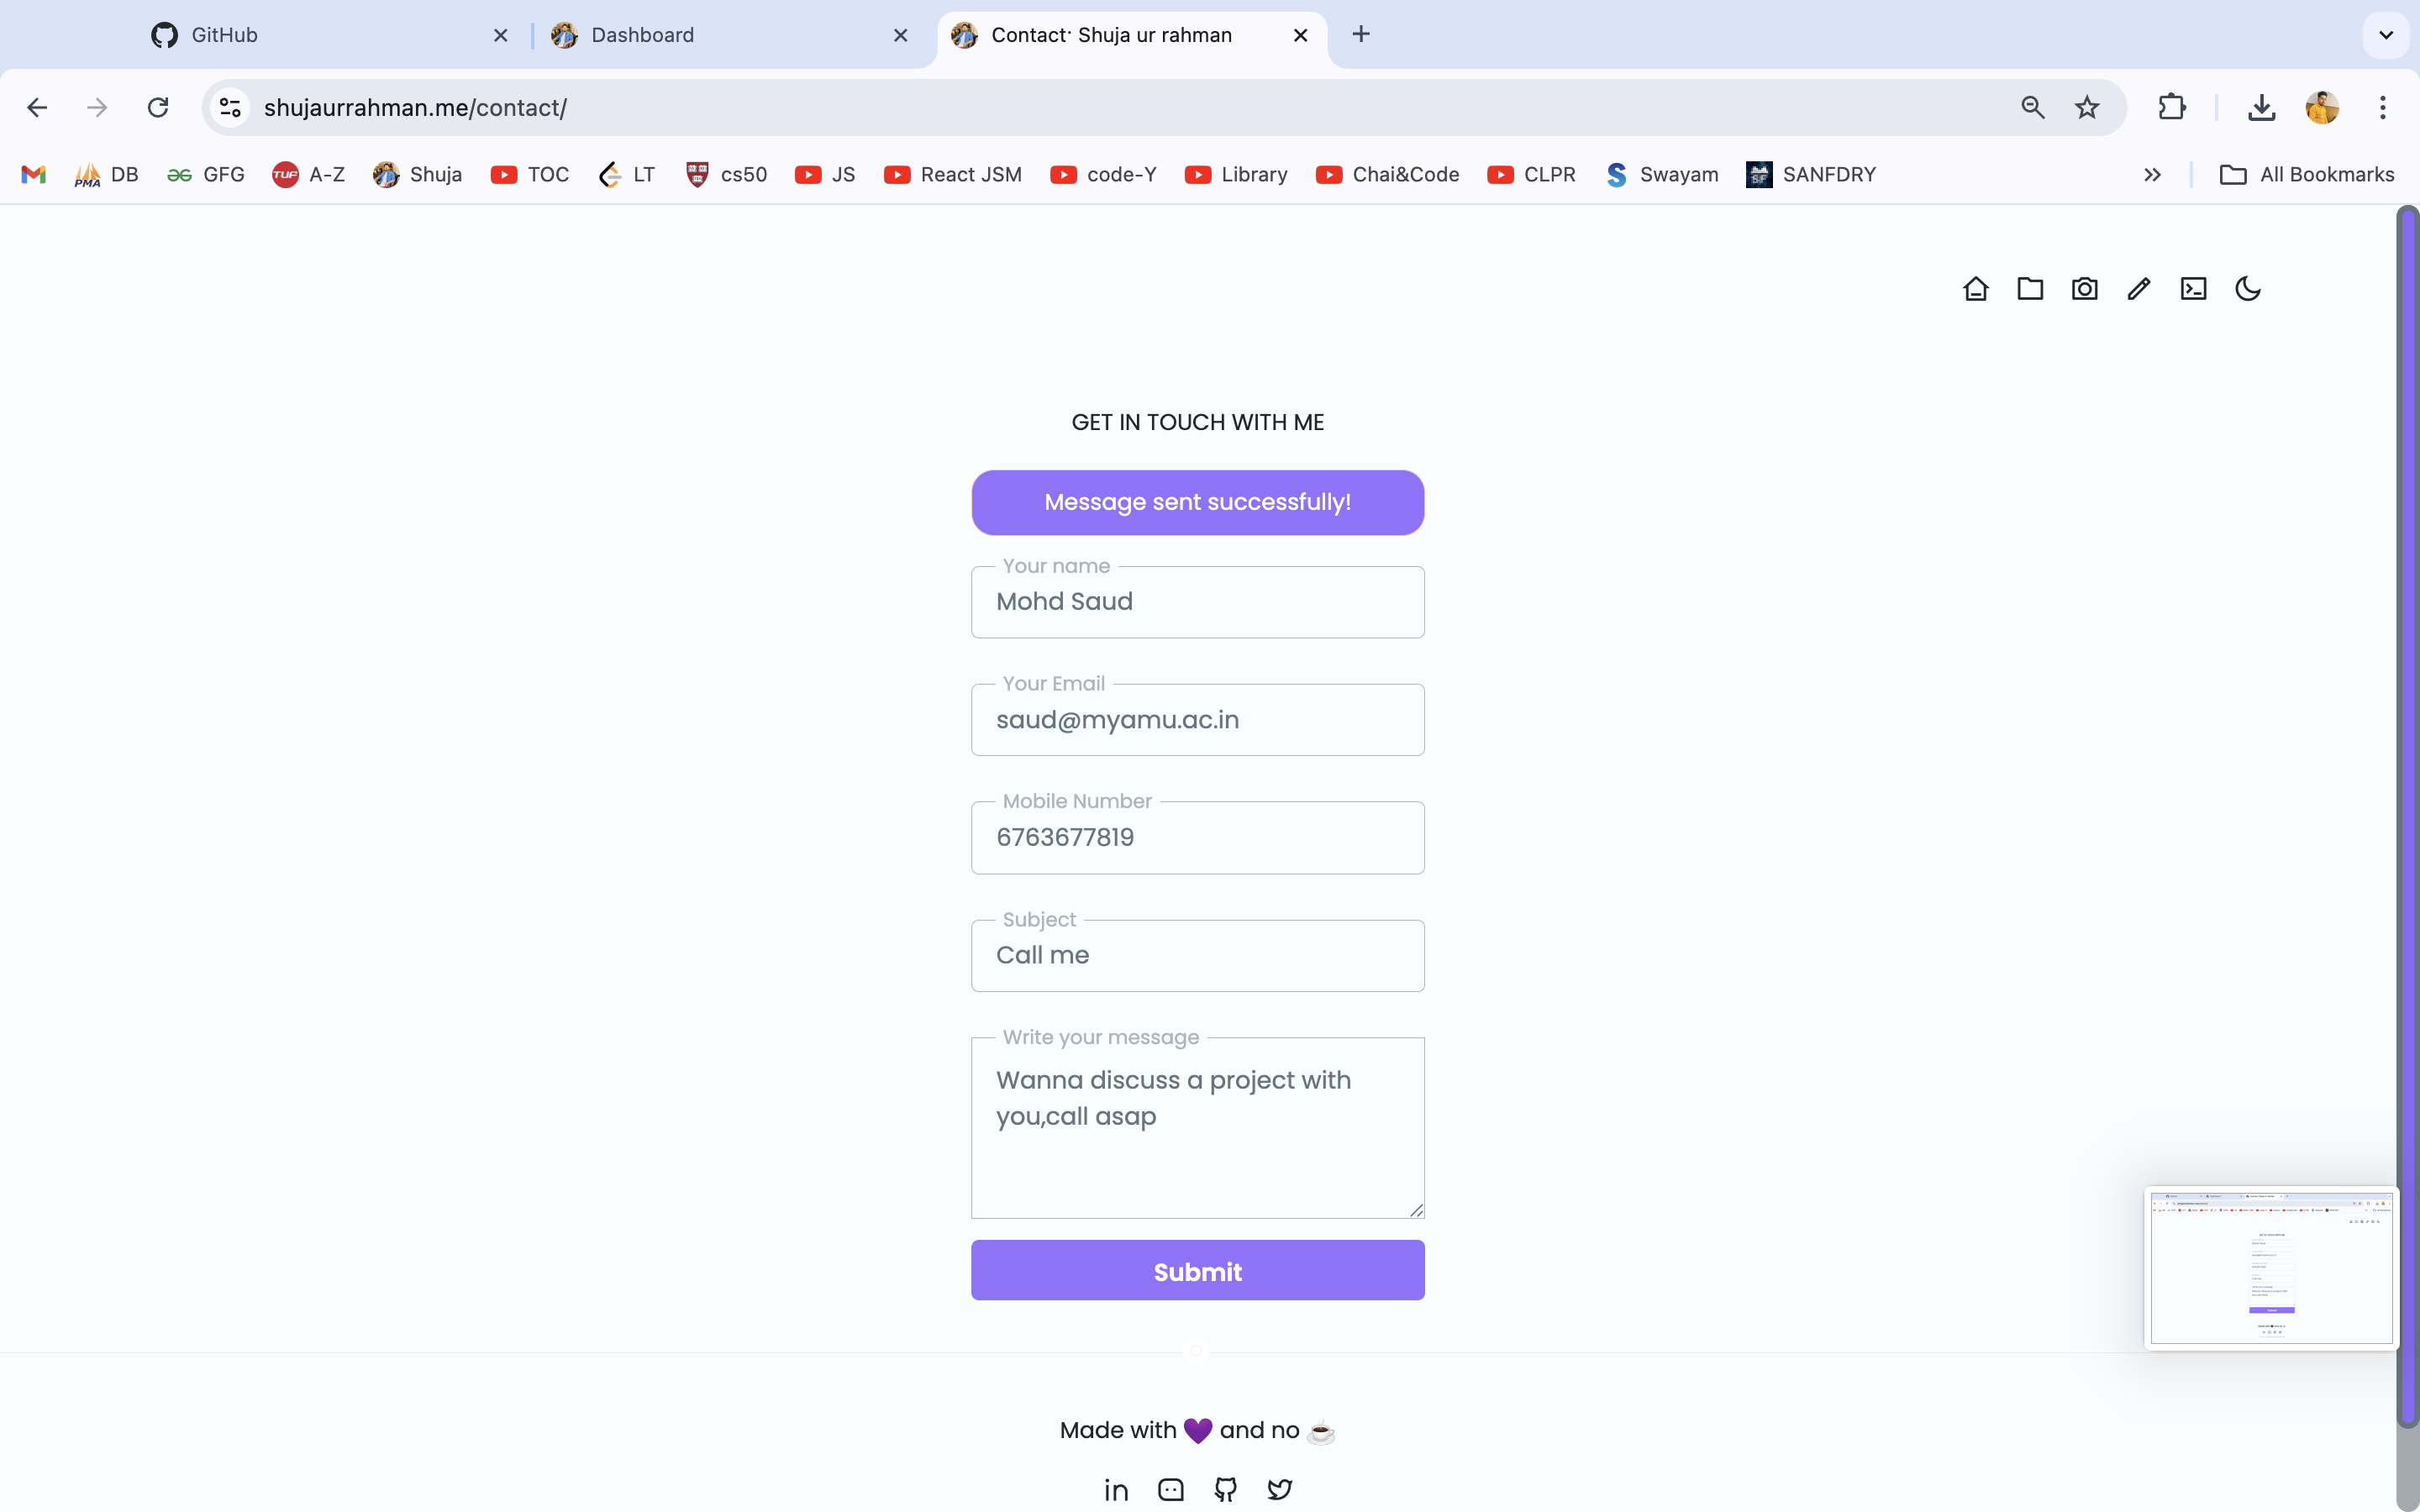 GitHub
Dashboard
Contact· Shuja ur rahman
shujaurrahman.me/contact/
PMA DB
GFG
TUF A-Z
Shuja
TOC
LT
cs50
JS
React JSM
code-Y
Library
Chai&Code
CLPR
Swayam
SF SANFDRY
All Bookmarks
GET IN TOUCH WITH ME
Message sent successfully!
Your name
Mohd Saud
Your Email
saud@myamu.ac.in
Mobile Number
6763677819
Subject
Call me
Write your message
Wanna discuss a project with
you,call asap
Submit
Made with 💜 and no ☕
in